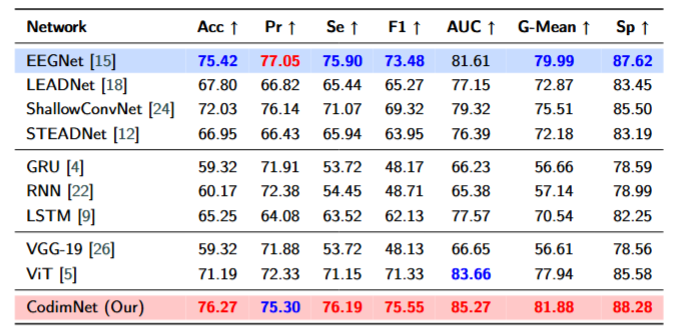 Network Acc ↑ Pr ↑ Se ↑ F1 ↑ AUC ↑ G-Mean ↑ Sp ↑
EEGNet [15] 75.42 77.05 75.90 73.48 81.61 79.99 87.62
LEADNet [18] 67.80 66.82 65.44 65.27 77.15 72.87 83.45
ShallowConvNet [24] 72.03 76.14 71.07 69.32 79.32 75.51 85.50
STEADNet [12] 66.95 66.43 65.94 63.95 76.39 72.18 83.19
GRU [4] 59.32 71.91 53.72 48.17 66.23 56.66 78.59
RNN [22] 60.17 72.38 54.45 48.71 65.38 57.14 78.99
LSTM [9] 65.25 64.08 63.52 62.13 77.57 70.54 82.25
VGG-19 [26] 59.32 71.88 53.72 48.13 66.65 56.61 78.56
ViT [5] 71.19 72.33 71.15 71.33 83.66 77.94 85.58
CodimNet (Our) 76.27 75.30 76.19 75.55 85.27 81.88 88.28